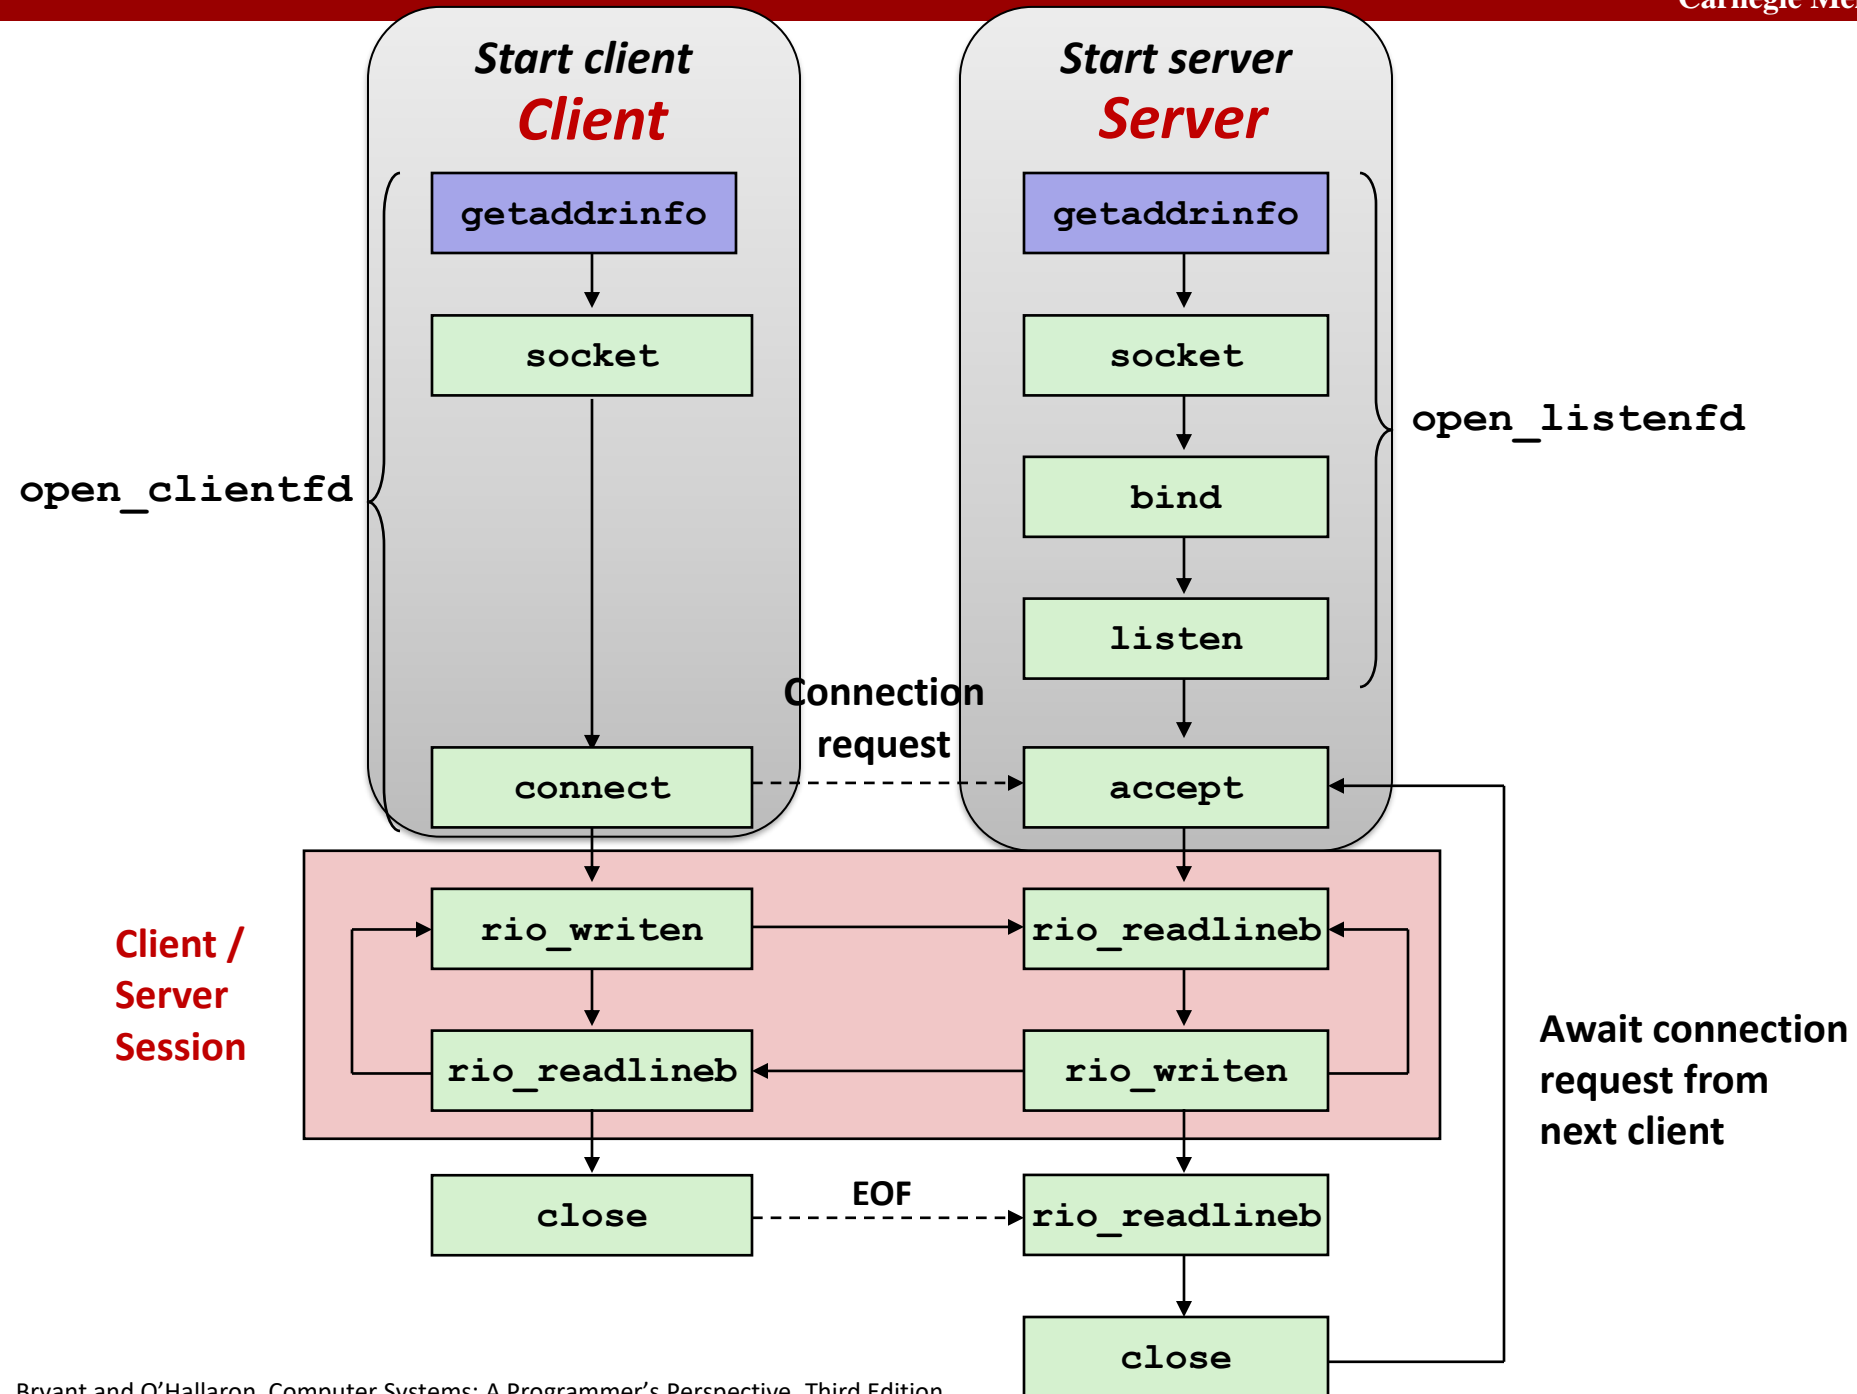 Carnegie
Start client
Client
Start server
Server
getaddrinfo
getaddrinfo
socket
socket
open_listenfd
open_clientfd
bind
listen
Connection
request
connect
accept
Client /
Server
Session
rio_writen
rio_readlineb
rio_readlineb
rio_writen
Await connection
request from
next client
close
EOF
rio_readlineb
close
Bryant and O'Hallaron, Computer Systems: A Programmer's Perspective, Third Edition